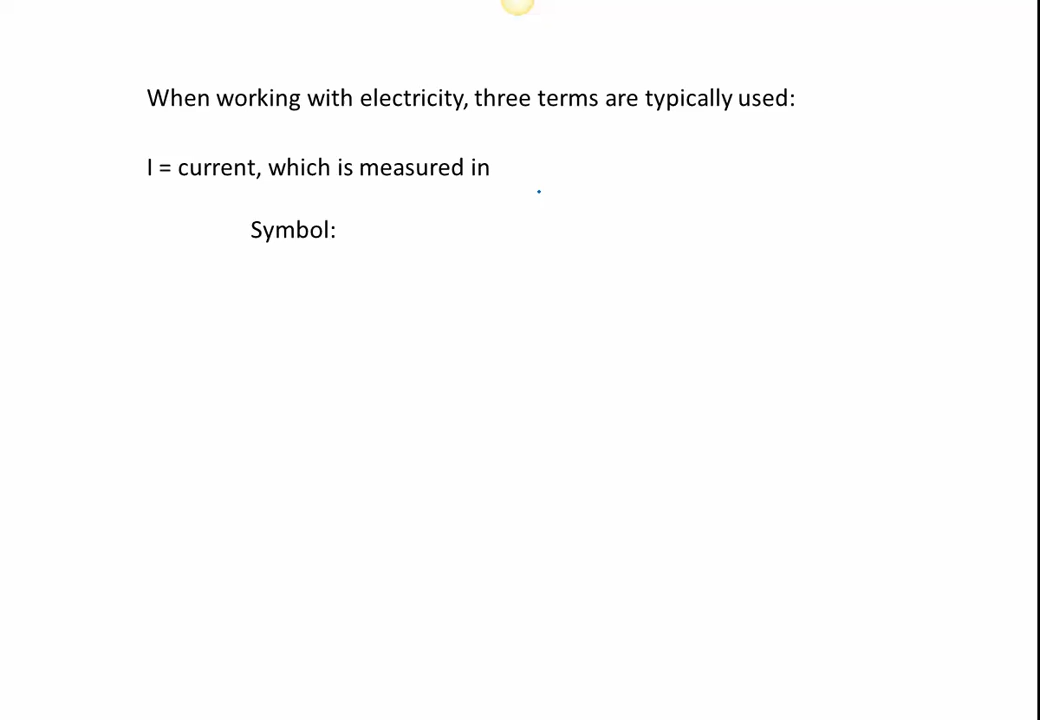 When working with electricity, three terms are typically used:
I = current, which is measured in
Symbol: